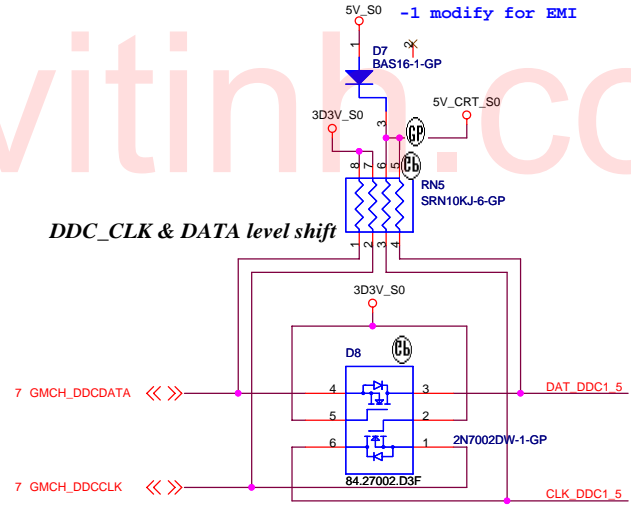 5V_S0
-1 modify for EMI
1
2
D7
BAS16-1-GP
3
3D3V_S0
5V_CRT_S0
GP
8
7
6
5
Cb
RN5
SRN10KJ-6-GP
DDC_CLK & DATA level shift
1
2
3
4
3D3V_S0
D8
Cb
7 GMCH_DDCDATA
4
3
DAT_DDC1_5
5
2
6
1
2N7002DW-1-GP
84.27002.D3F
7 GMCH_DDCCLK
CLK_DDC1_5
vitinh.co